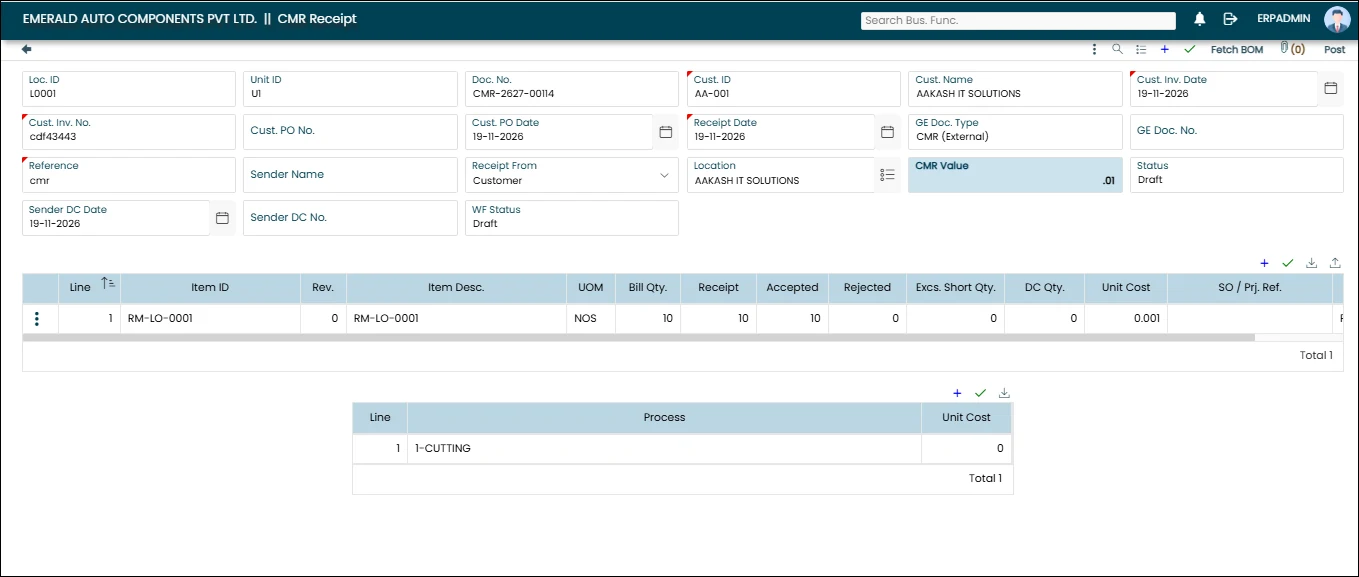 EMERALD AUTO COMPONENTS PVT LTD. || CMR Receipt
Search Bus. Func.
ERPADMIN
Fetch BOM (0) Post
Loc. ID Unit ID Doc. No. Cust. ID Cust. Name Cust. Inv. Date
L0001 U1 CMR-2627-00114 AA-001 AAKASH IT SOLUTIONS 19-11-2026
Cust. Inv. No. Cust. PO No. Cust. PO Date Receipt Date GE Doc. Type GE Doc. No.
cdf43443 19-11-2026 19-11-2026 CMR (External)
Reference Sender Name Receipt From Location CMR Value Status
cmr Customer AAKASH IT SOLUTIONS .01 Draft
Sender DC Date Sender DC No. WF Status
19-11-2026 Draft
Line Item ID Rev. Item Desc. UOM Bill Qty. Receipt Accepted Rejected Excs. Short Qty. DC Qty. Unit Cost SO / Prj. Ref.
1 RM-LO-0001 0 RM-LO-0001 NOS 10 10 10 0 0 0 0.001
Total 1
Line Process Unit Cost
1 1-CUTTING 0
Total 1